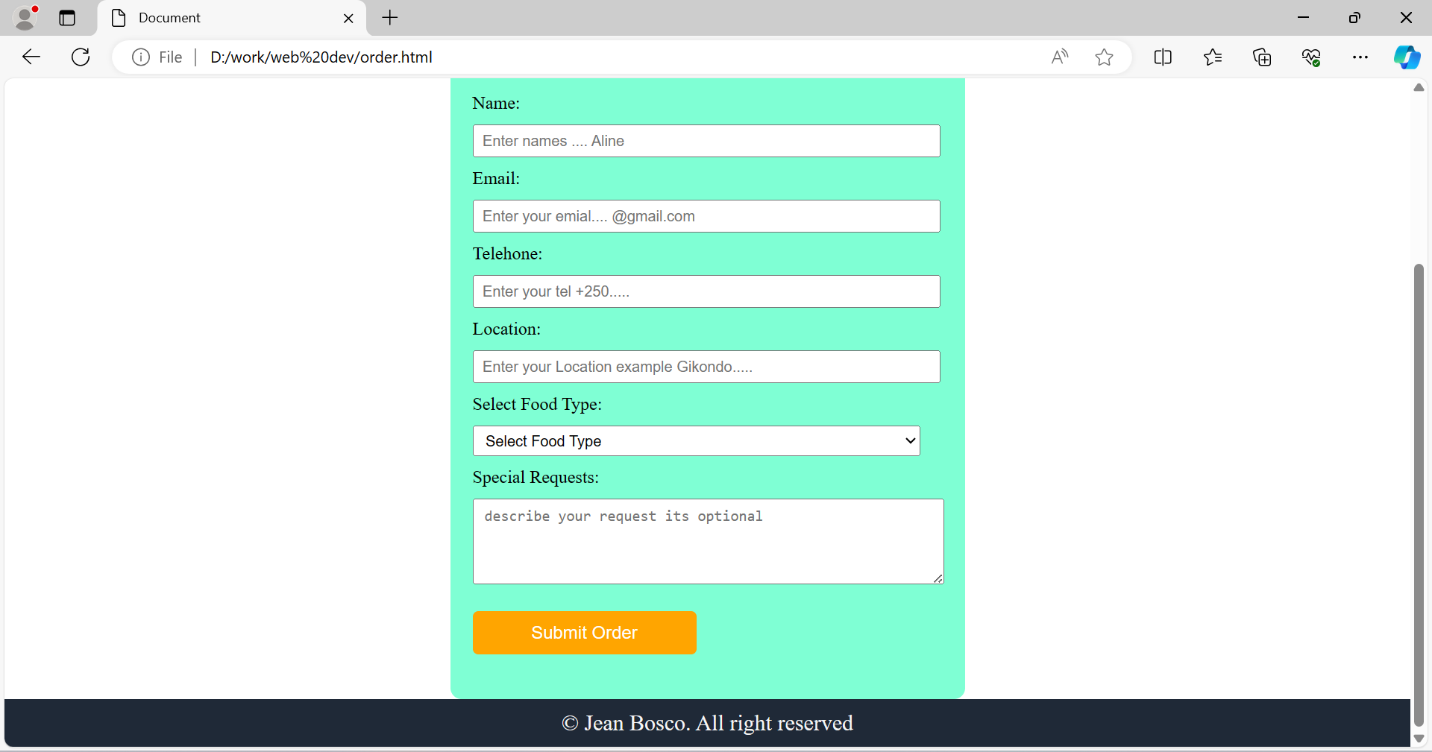 Document
File
D:/work/web%20dev/order.html
Name:
Enter names .... Aline
Email:
Enter your emial.... @gmail.com
Telehone:
Enter your tel +250.....
Location:
Enter your Location example Gikondo.....
Select Food Type:
Select Food Type
Special Requests:
describe your request its optional
Submit Order
© Jean Bosco. All right reserved